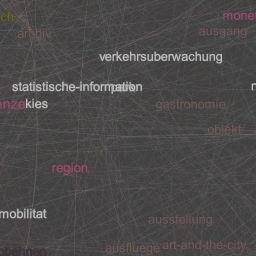 ch
mone
archiv
ausgang
verkehrsuberwachung
statistische-information
park
anze
kies
gastronomie
objekt
region
mobilitat
ausstellung
ausfluege
art-and-the-city